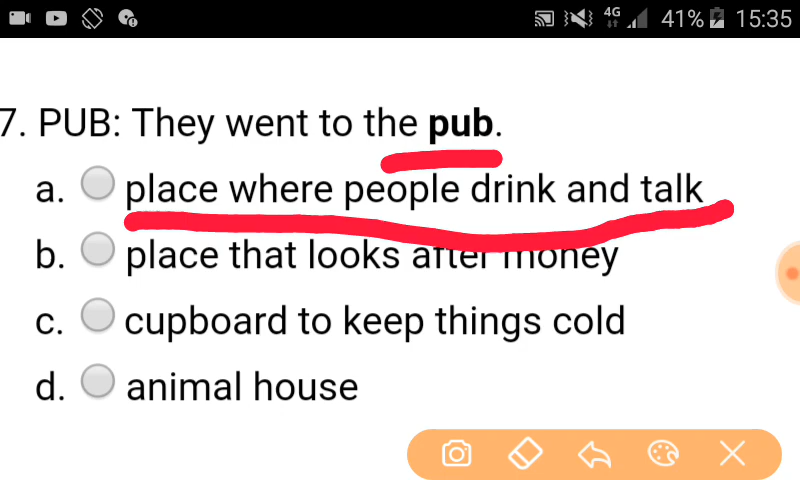 4G 41% 15:35
7. PUB: They went to the pub.
a. place where people drink and talk
b. place that looks after money
c. cupboard to keep things cold
d. animal house